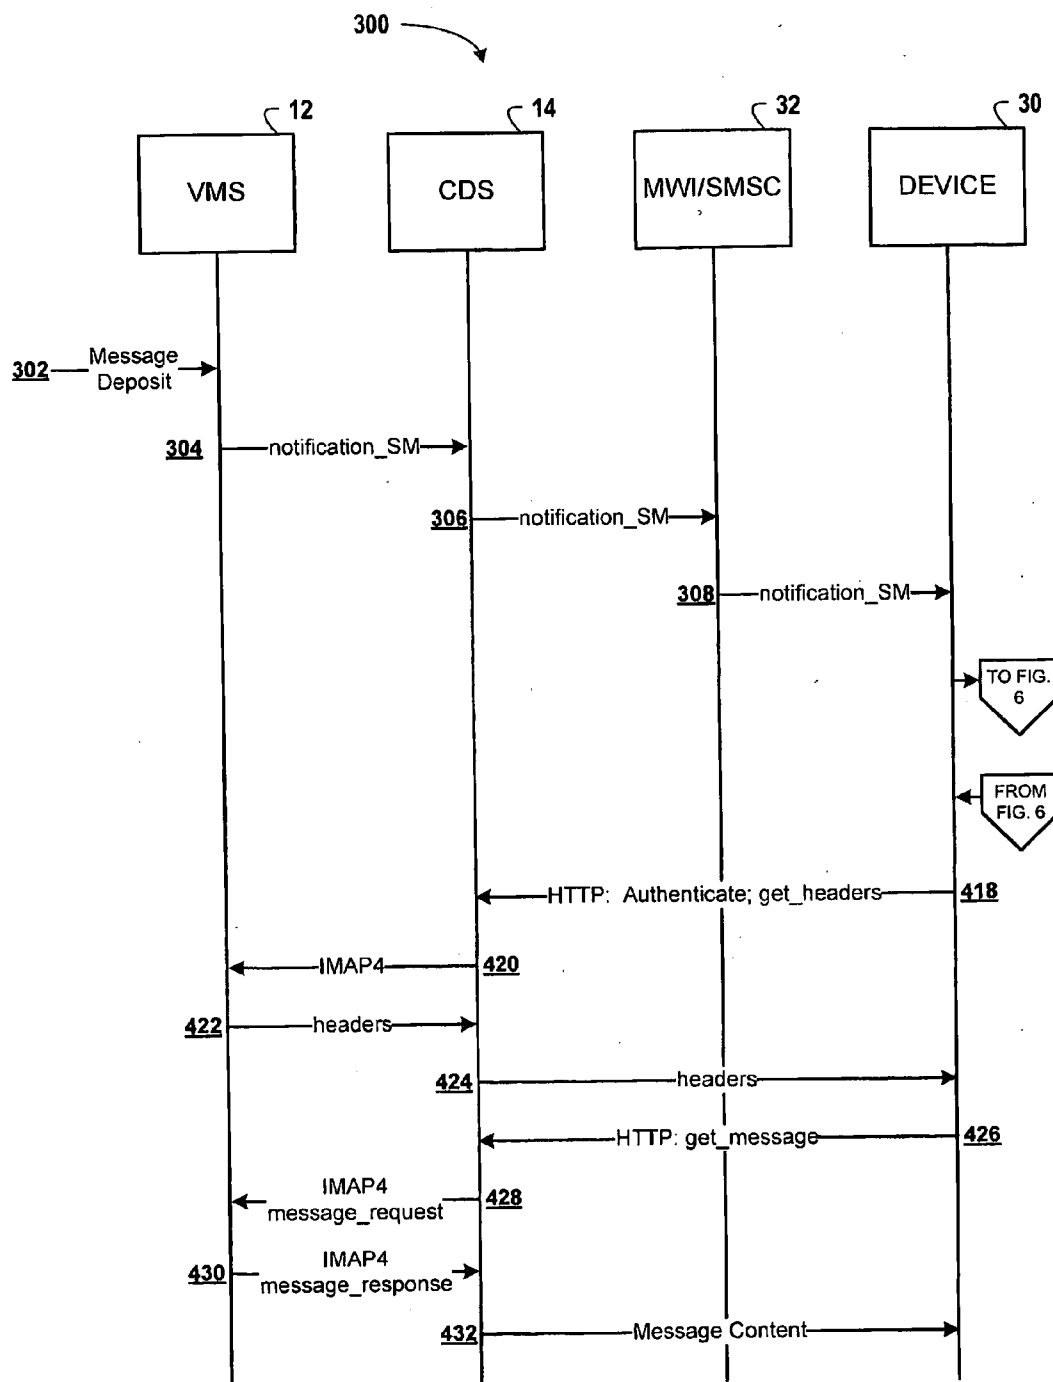 300
12
14
32
30
VMS
CDS
MWI/SMSC
DEVICE
302
Message
Deposit
304
notification_SM
306
notification_SM
308
notification_SM
TO FIG.
6
FROM
FIG. 6
HTTP: Authenticate; get_headers
418
IMAP4
420
422
headers
424
headers
HTTP: get_message
426
IMAP4
message_request
428
430
IMAP4
message_response
432
Message Content